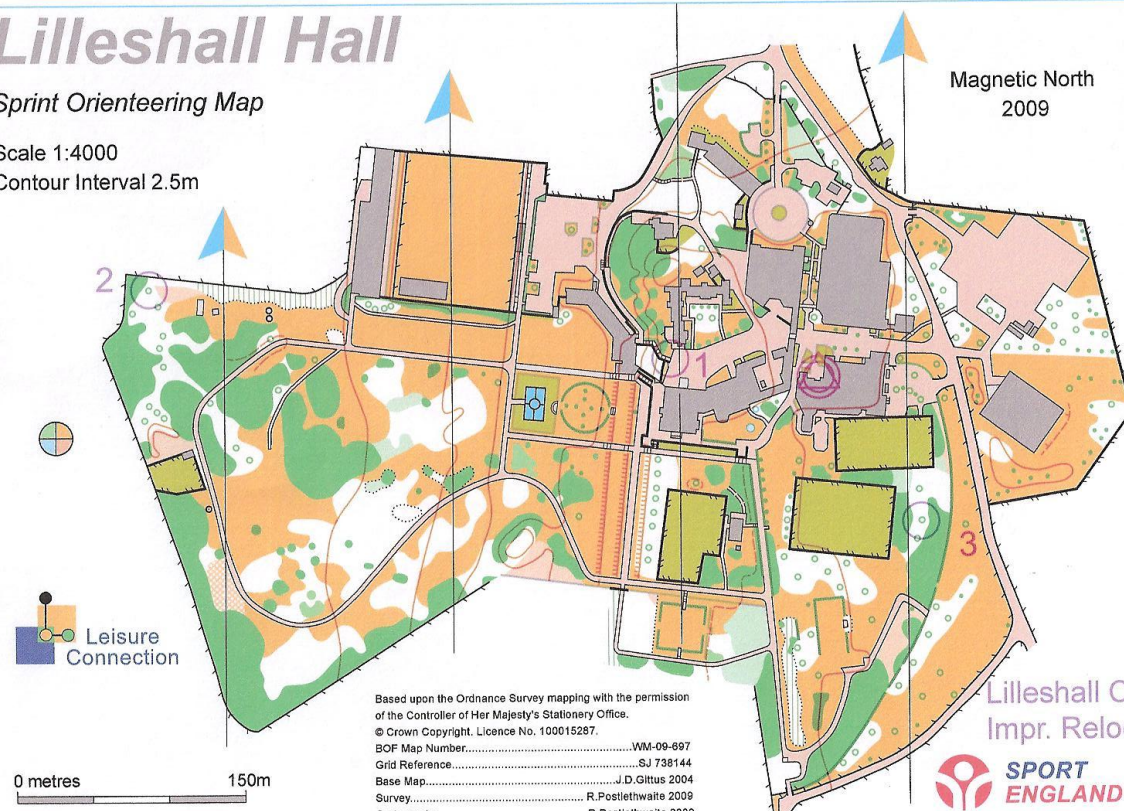 Lilleshall Hall
Sprint Orienteering Map
Scale 1:4000
Contour Interval 2.5m
Magnetic North
2009
2
1
3
Leisure
Connection
0 metres 150m
Based upon the Ordnance Survey mapping with the permission
of the Controller of Her Majesty's Stationery Office.
© Crown Copyright. Licence No. 100015287.
BOF Map Number..............................WM-09-697
Grid Reference..................................SJ 738144
Base Map....................................J.D.Gittus 2004
Survey................................ R.Postlethwaite 2009
Lilleshall
Impr.
SPORT
ENGLAND